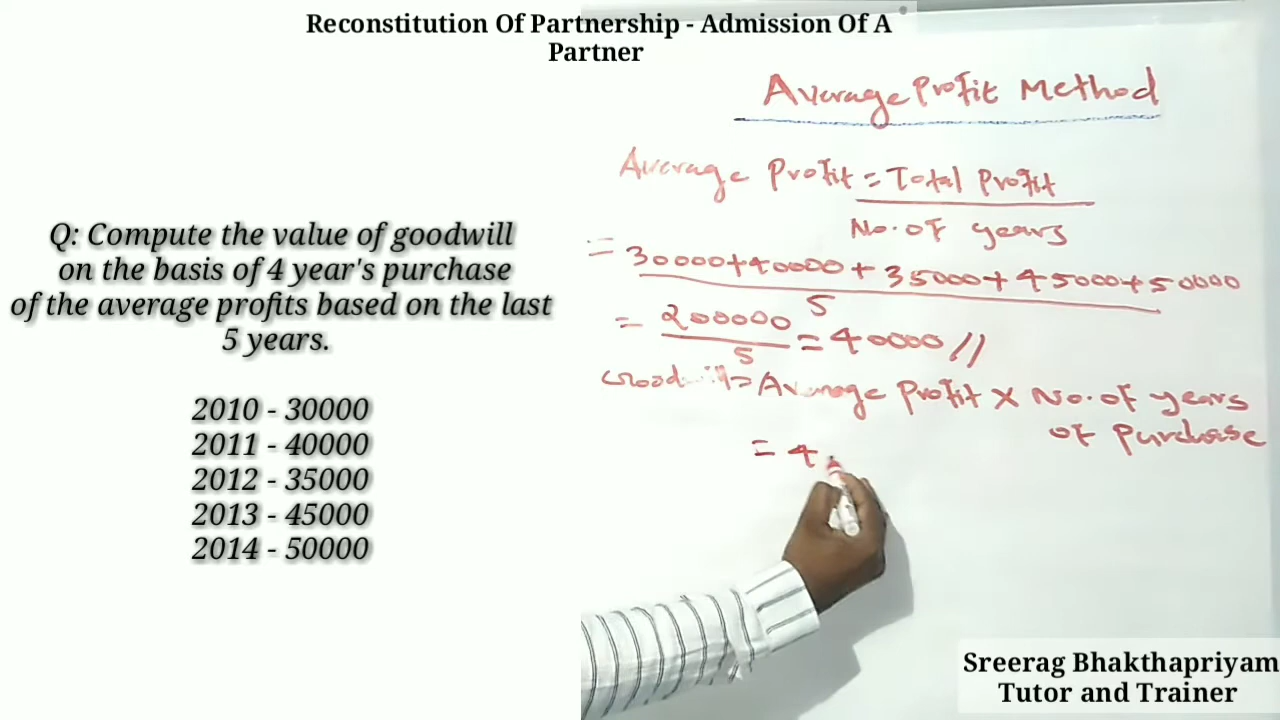 Reconstitution Of Partnership - Admission Of A
Partner
Q: Compute the value of goodwill
on the basis of 4 year's purchase
of the average profits based on the last
5 years.
2010 - 30000
2011 - 40000
2012 - 35000
2013 - 45000
2014 - 50000
Average Profit Method
Average Profit = Total Profit
No. of years
= 30000+40000 + 35000 + 45000+50000
5
= 200000
5
= 40000 //
Goodwill = Average Profit X No. of years
of Purchase
= 4
Sreerag Bhakthapriyam
Tutor and Trainer